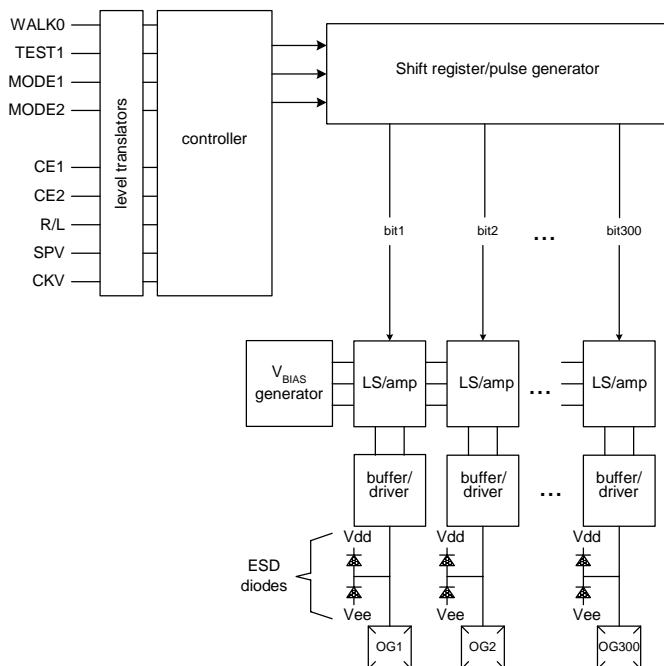 WALK0
TEST1
MODE1
MODE2
CE1
CE2
R/L
SPV
CKV
level translators
controller
Shift register/pulse generator
bit1
bit2
...
bit300
VBIAS
generator
LS/amp
LS/amp
...
LS/amp
buffer/
driver
buffer/
driver
...
buffer/
driver
ESD
diodes
Vdd
Vee
Vdd
Vee
Vdd
Vee
OG1
OG2
OG300